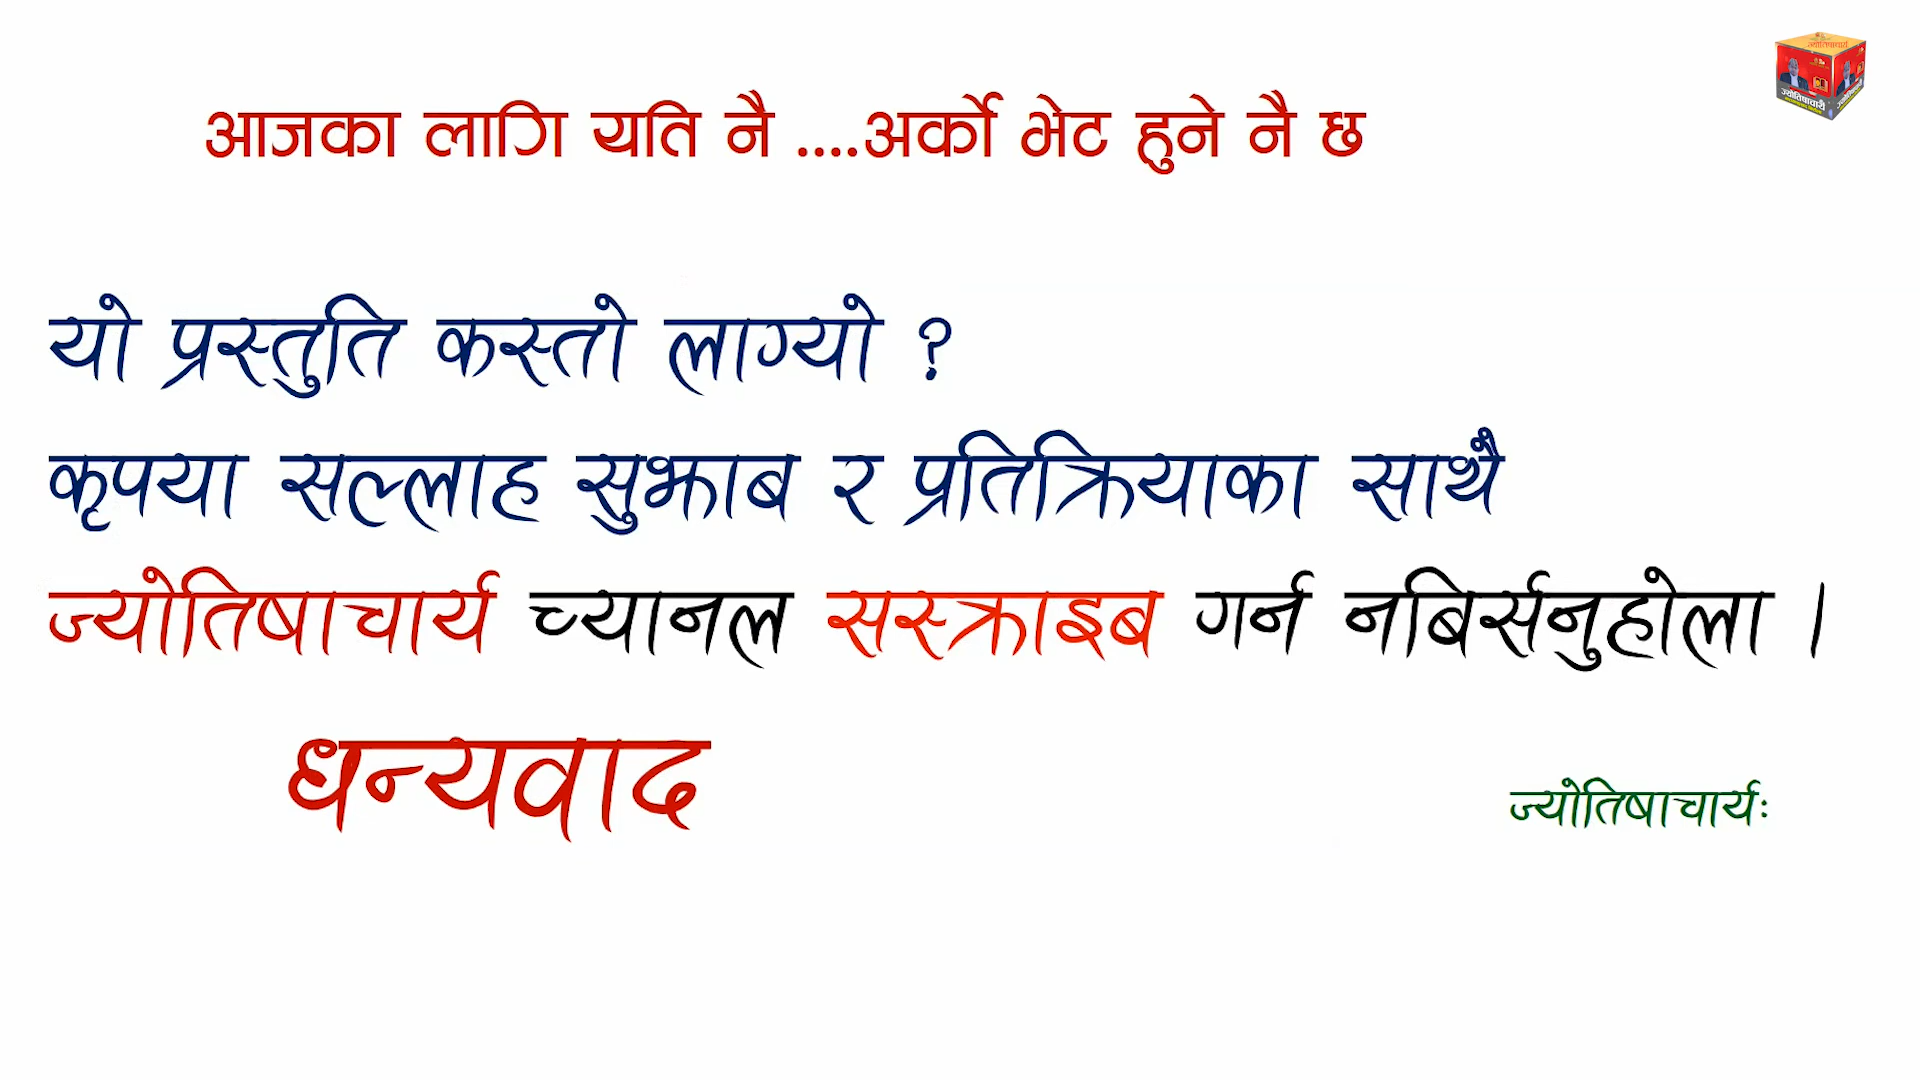 ज्योतिषाचार्य
आजका लागि यति नै ....अर्को भेट हुने नै छ
यो प्रस्तुति कस्तो लाग्यो ?
कृपया सल्लाह सुझाब र प्रतिक्रियाका साथै
ज्योतिषाचार्य च्यानल सस्क्राइब गर्न नबिर्सनुहोला ।
धन्यवाद
ज्योतिषाचार्यः